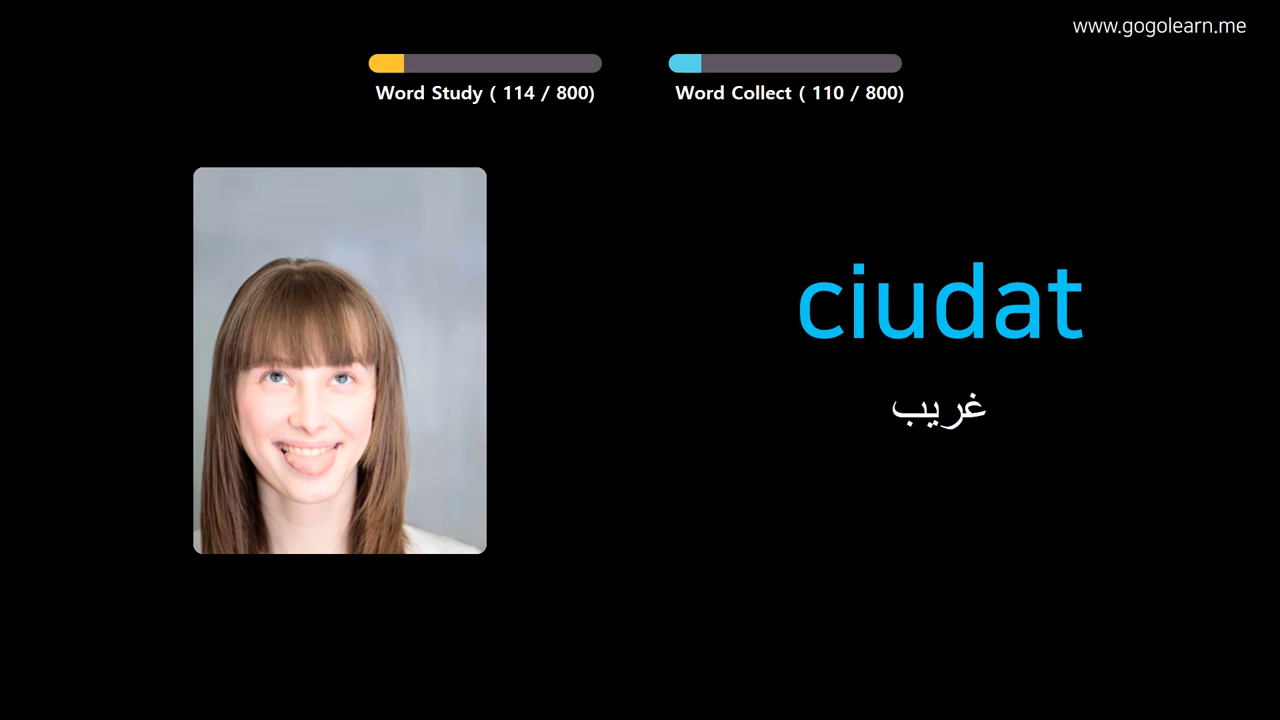 www.gogolearn.me
Word Study ( 114 / 800)
Word Collect ( 110 / 800)
ciudat
غريب